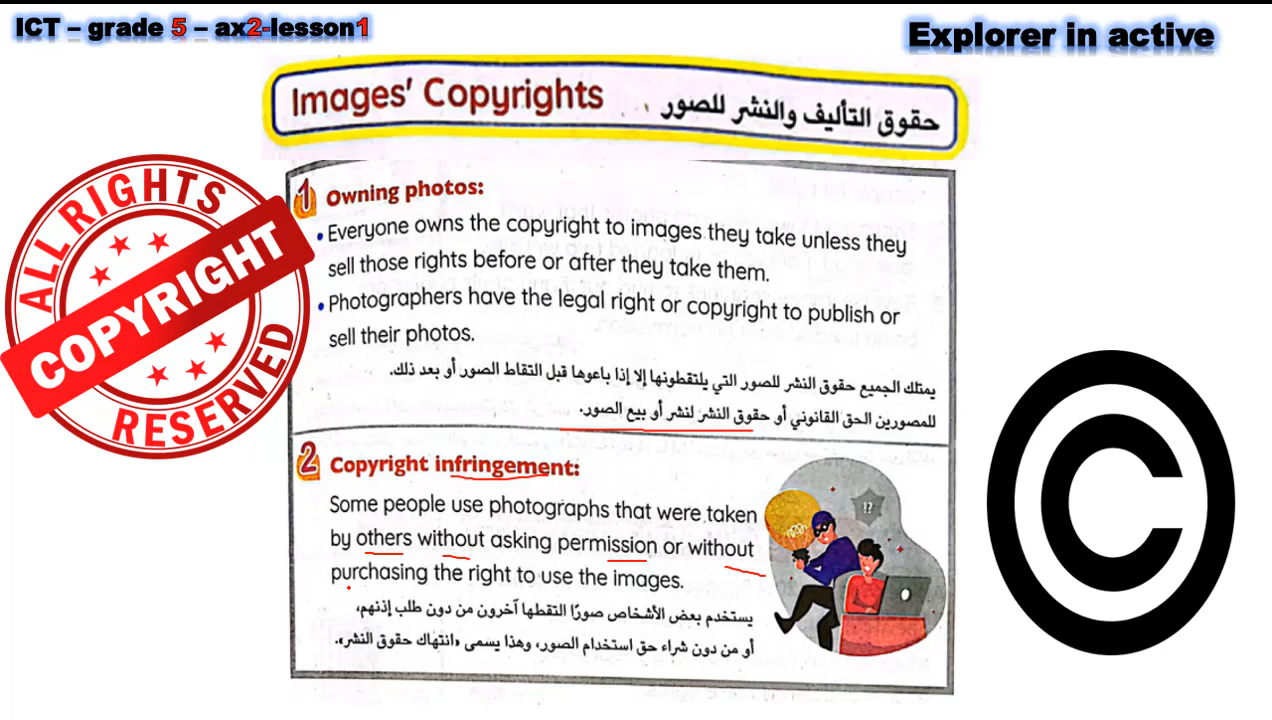 ICT – grade 5 – ax2-lesson1
Explorer in active
Images' Copyrights حقوق التأليف والنشر للصور
ALL RIGHTS
COPYRIGHT
RESERVED
1 Owning photos:
• Everyone owns the copyright to images they take unless they
sell those rights before or after they take them.
• Photographers have the legal right or copyright to publish or
sell their photos.
يمتلك الجميع حقوق النشر للصور التي يلتقطونها إلا إذا باعوها قبل التقاط الصور أو بعد ذلك.
للمصورين الحق القانوني أو حقوق النشر لنشر أو بيع الصور.
2 Copyright infringement:
Some people use photographs that were taken
by others without asking permission or without
purchasing the right to use the images.
يستخدم بعض الأشخاص صورًا التقطها آخرون من دون طلب إذنهم،
أو من دون شراء حق استخدام الصور، وهذا يسمى «انتهاك حقوق النشر».
!?
C